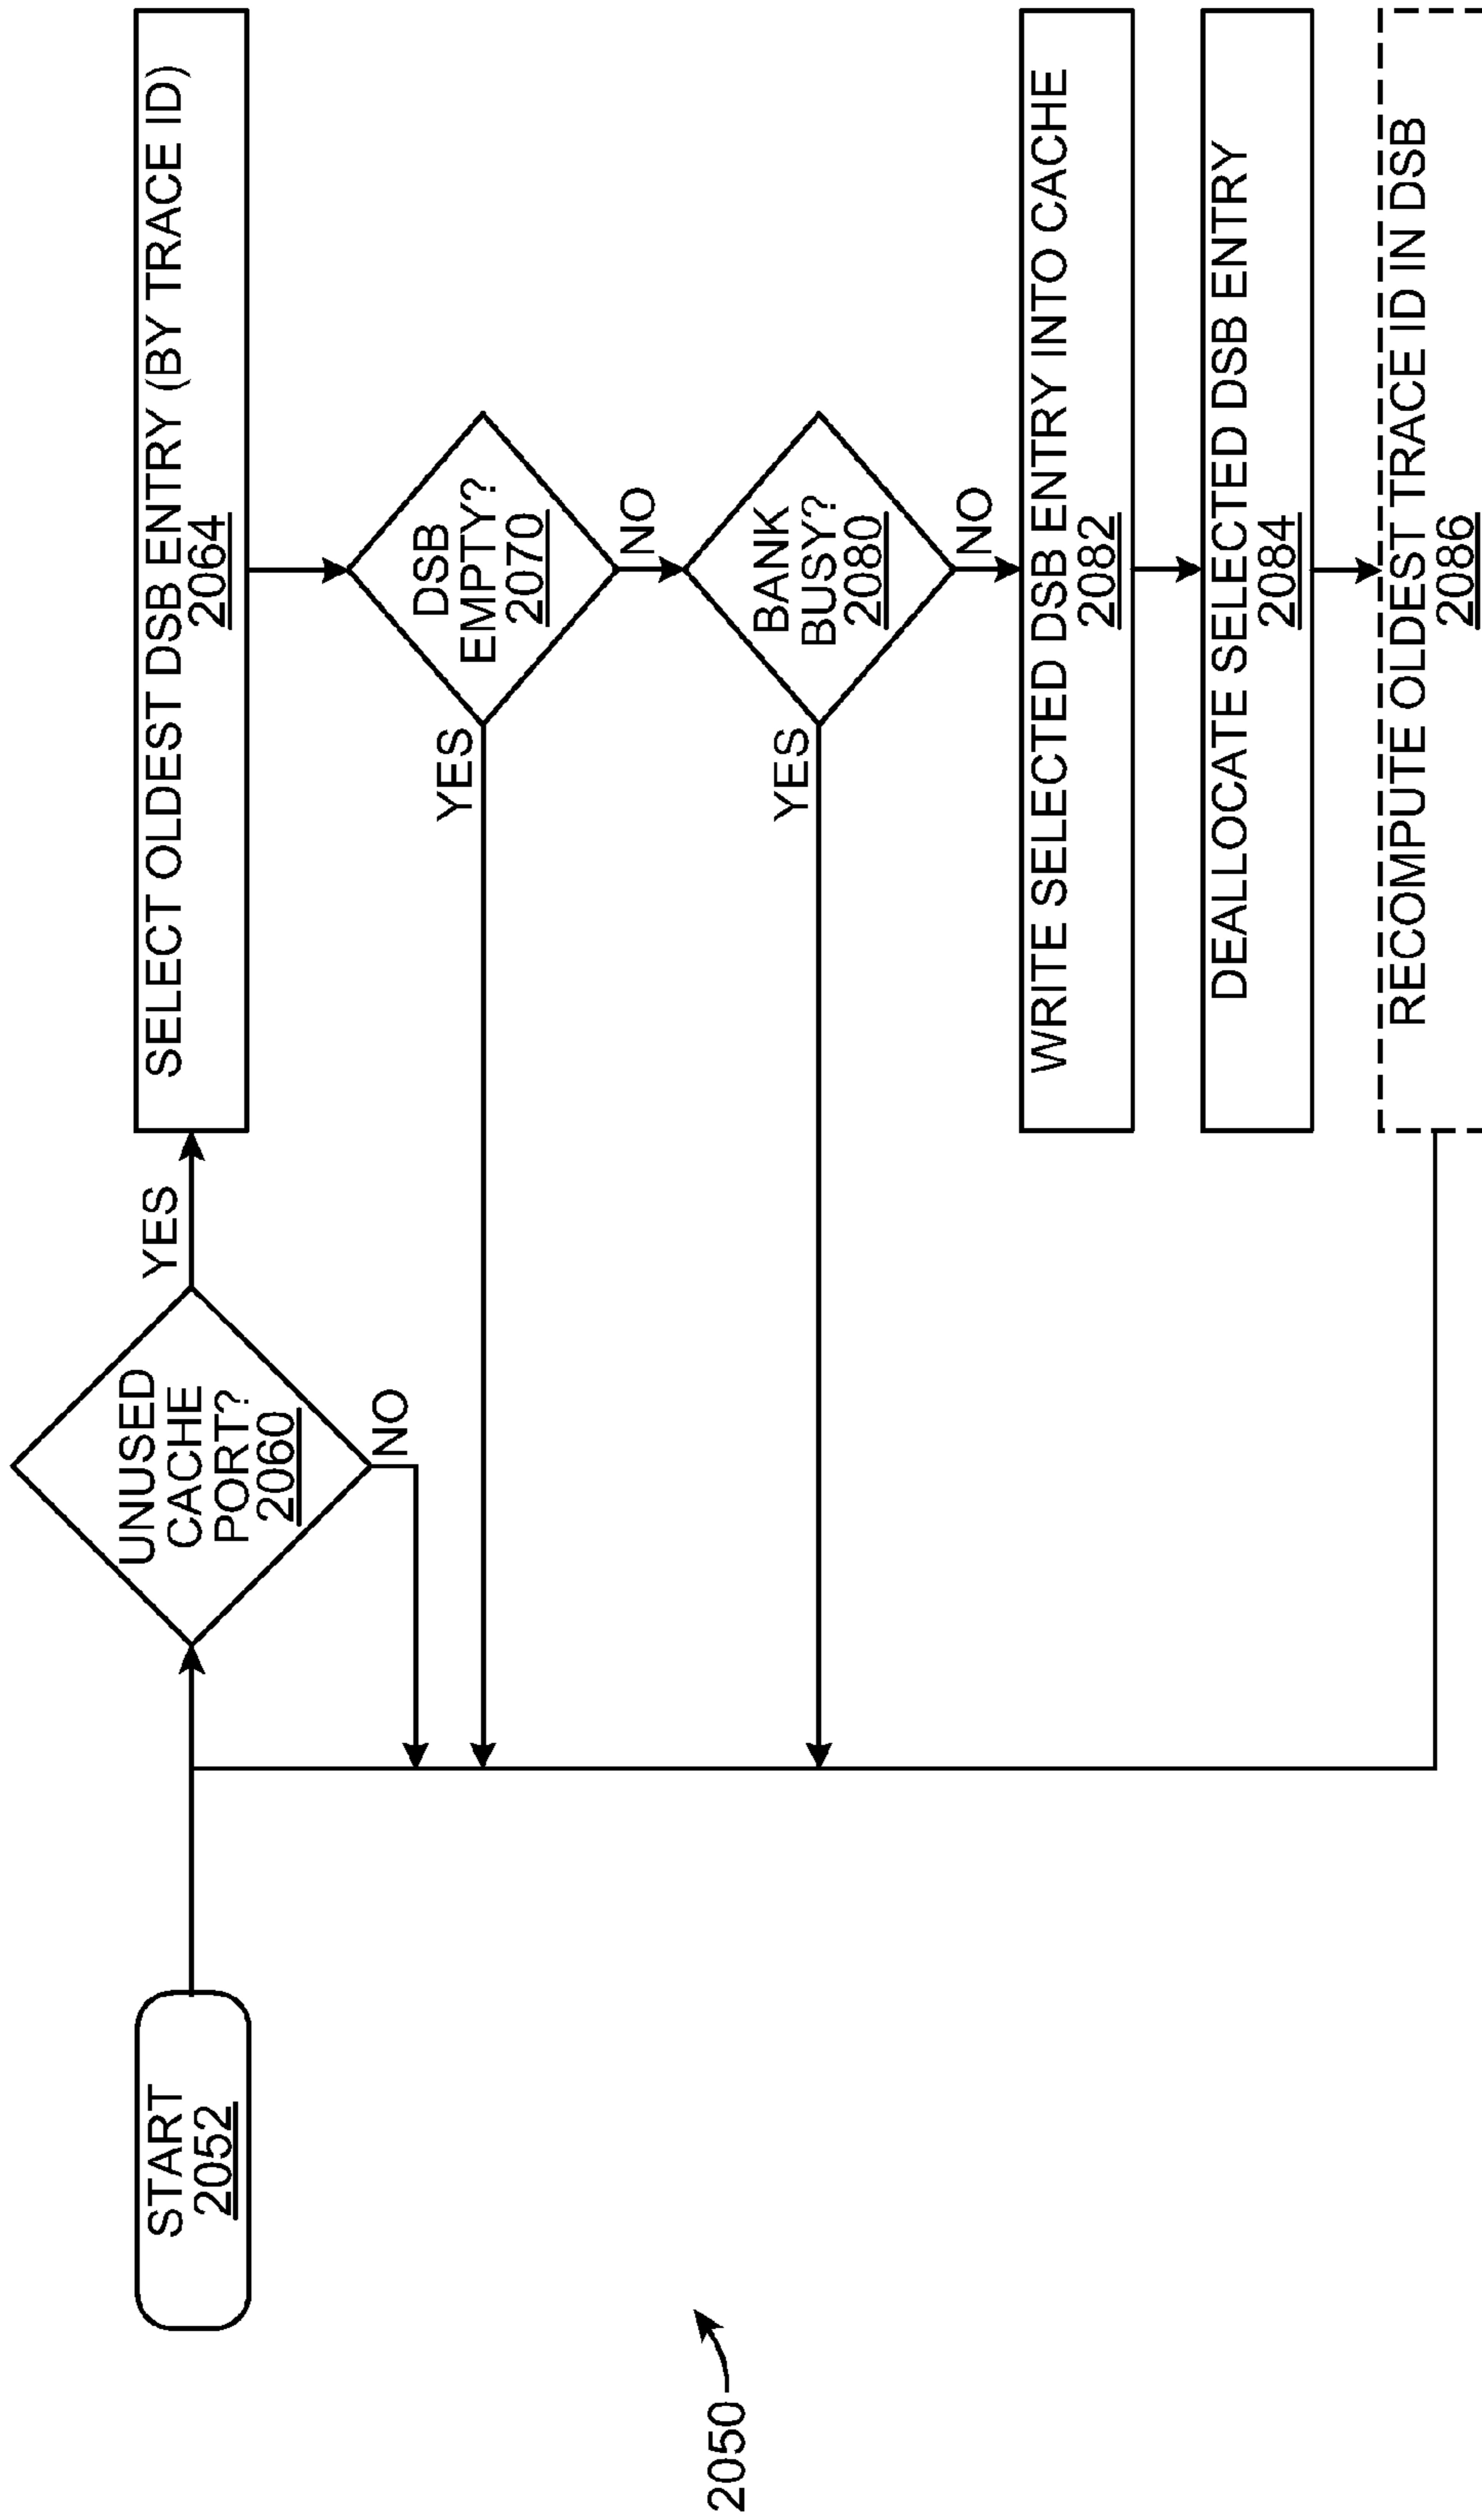 START
2052
UNUSED
CACHE
PORT?
2060
YES
NO
SELECT OLDEST DSB ENTRY (BY TRACE ID)
2064
DSB
EMPTY?
2070
YES
NO
BANK
BUSY?
2080
YES
NO
WRITE SELECTED DSB ENTRY INTO CACHE
2082
DEALLOCATE SELECTED DSB ENTRY
2084
RECOMPUTE OLDEST TRACE ID IN DSB
2086
2050